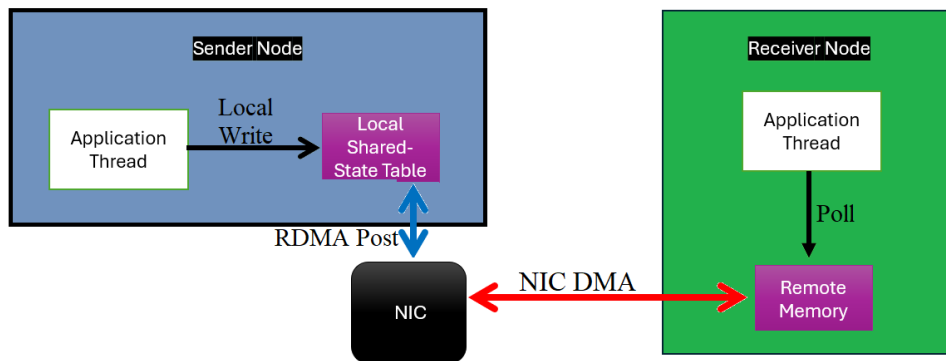 Sender Node
Receiver Node
Application
Thread
Local
Write
Local
Shared-
State Table
Application
Thread
Poll
RDMA Post
NIC
NIC DMA
Remote
Memory